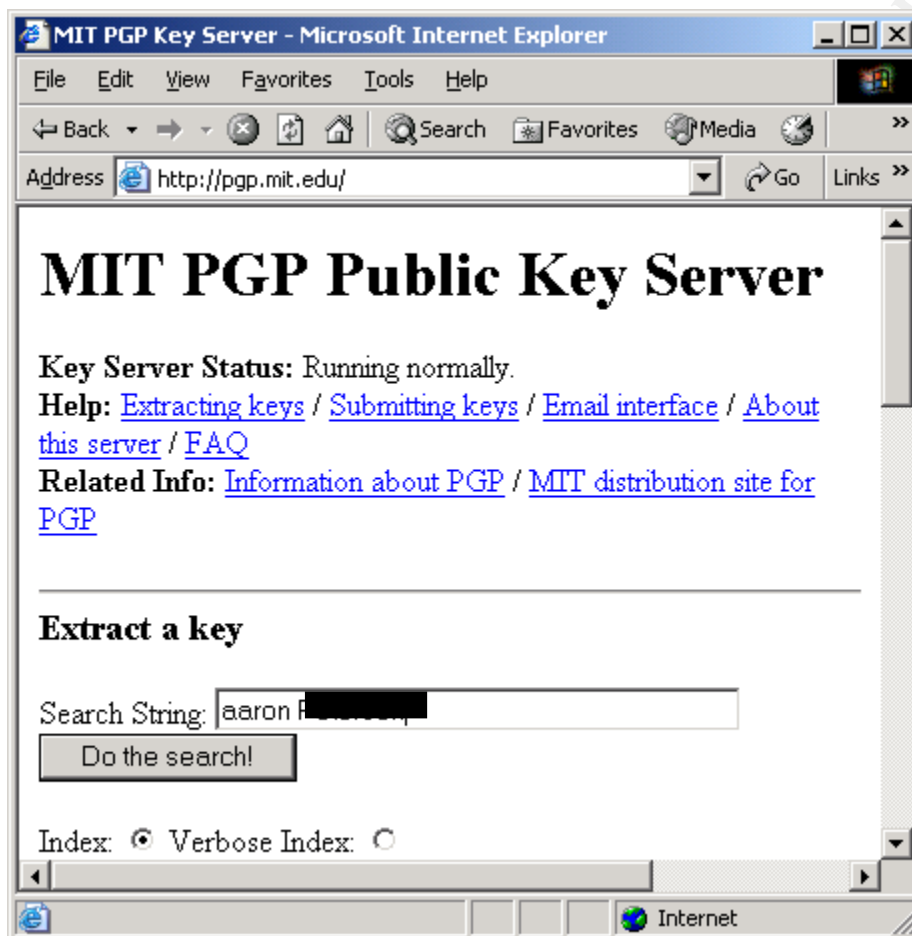 MIT PGP Key Server - Microsoft Internet Explorer
File Edit View Favorites Tools Help
Back Search Favorites Media »
Address http://pgp.mit.edu/ Go Links »
MIT PGP Public Key Server
Key Server Status: Running normally.
Help: Extracting keys / Submitting keys / Email interface / About
this server / FAQ
Related Info: Information about PGP / MIT distribution site for
PGP
Extract a key
Search String: aaron
Do the search!
Index: Verbose Index:
Internet